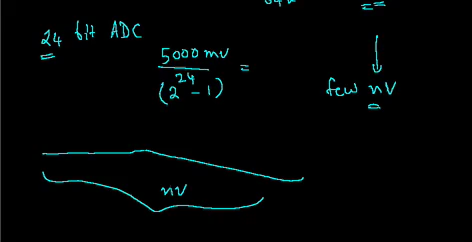 24 bit ADC
5000 mv
(2^24 - 1) =
few nV
nV